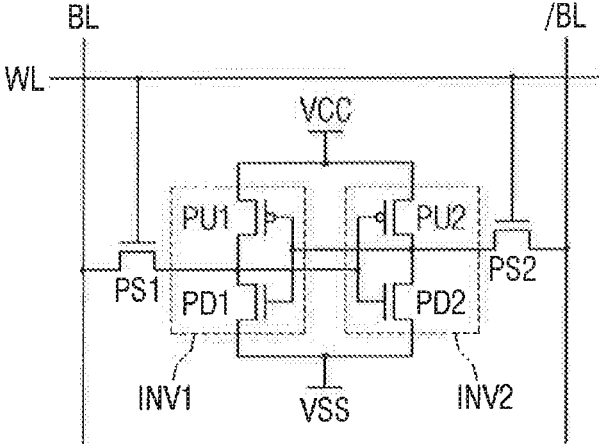 BL
/BL
WL
VCC
PU1
PU2
PS1
PS2
PD1
PD2
INV1
VSS
INV2